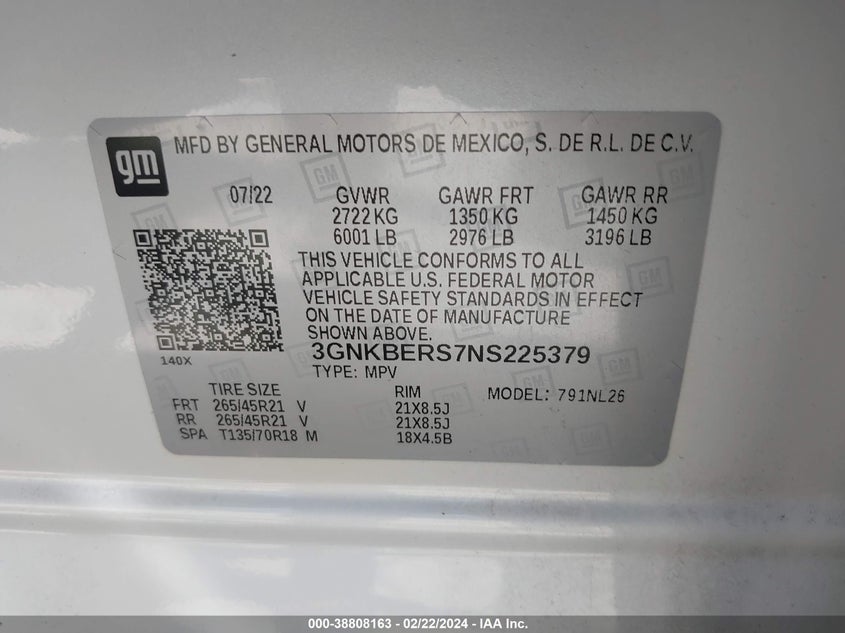 gm MFD BY GENERAL MOTORS DE MEXICO, S. DE R.L. DE C.V.
07/22 GVWR GAWR FRT GAWR RR
2722 KG 1350 KG 1450 KG
6001 LB 2976 LB 3196 LB
THIS VEHICLE CONFORMS TO ALL
APPLICABLE U.S. FEDERAL MOTOR
VEHICLE SAFETY STANDARDS IN EFFECT
ON THE DATE OF MANUFACTURE
SHOWN ABOVE.
140X 3GNKBERS7NS225379
TYPE: MPV
TIRE SIZE RIM MODEL: 791NL26
FRT 265/45R21 V 21X8.5J
RR 265/45R21 V 21X8.5J
SPA T135/70R18 M 18X4.5B
000-38808163 - 02/22/2024 - IAA Inc.